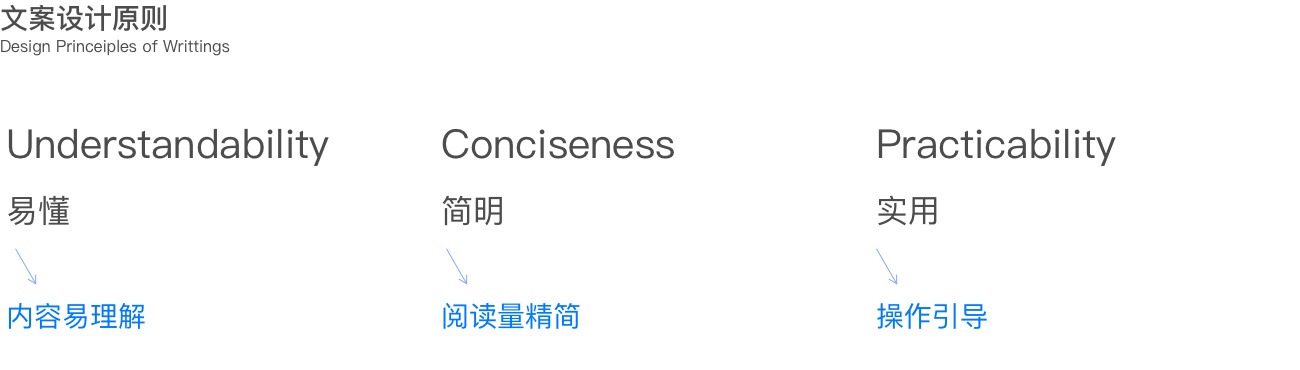 文案设计原则
Design Princeiples of Writtings
Understandability
易懂
内容易理解
Conciseness
简明
阅读量精简
Practicability
实用
操作引导